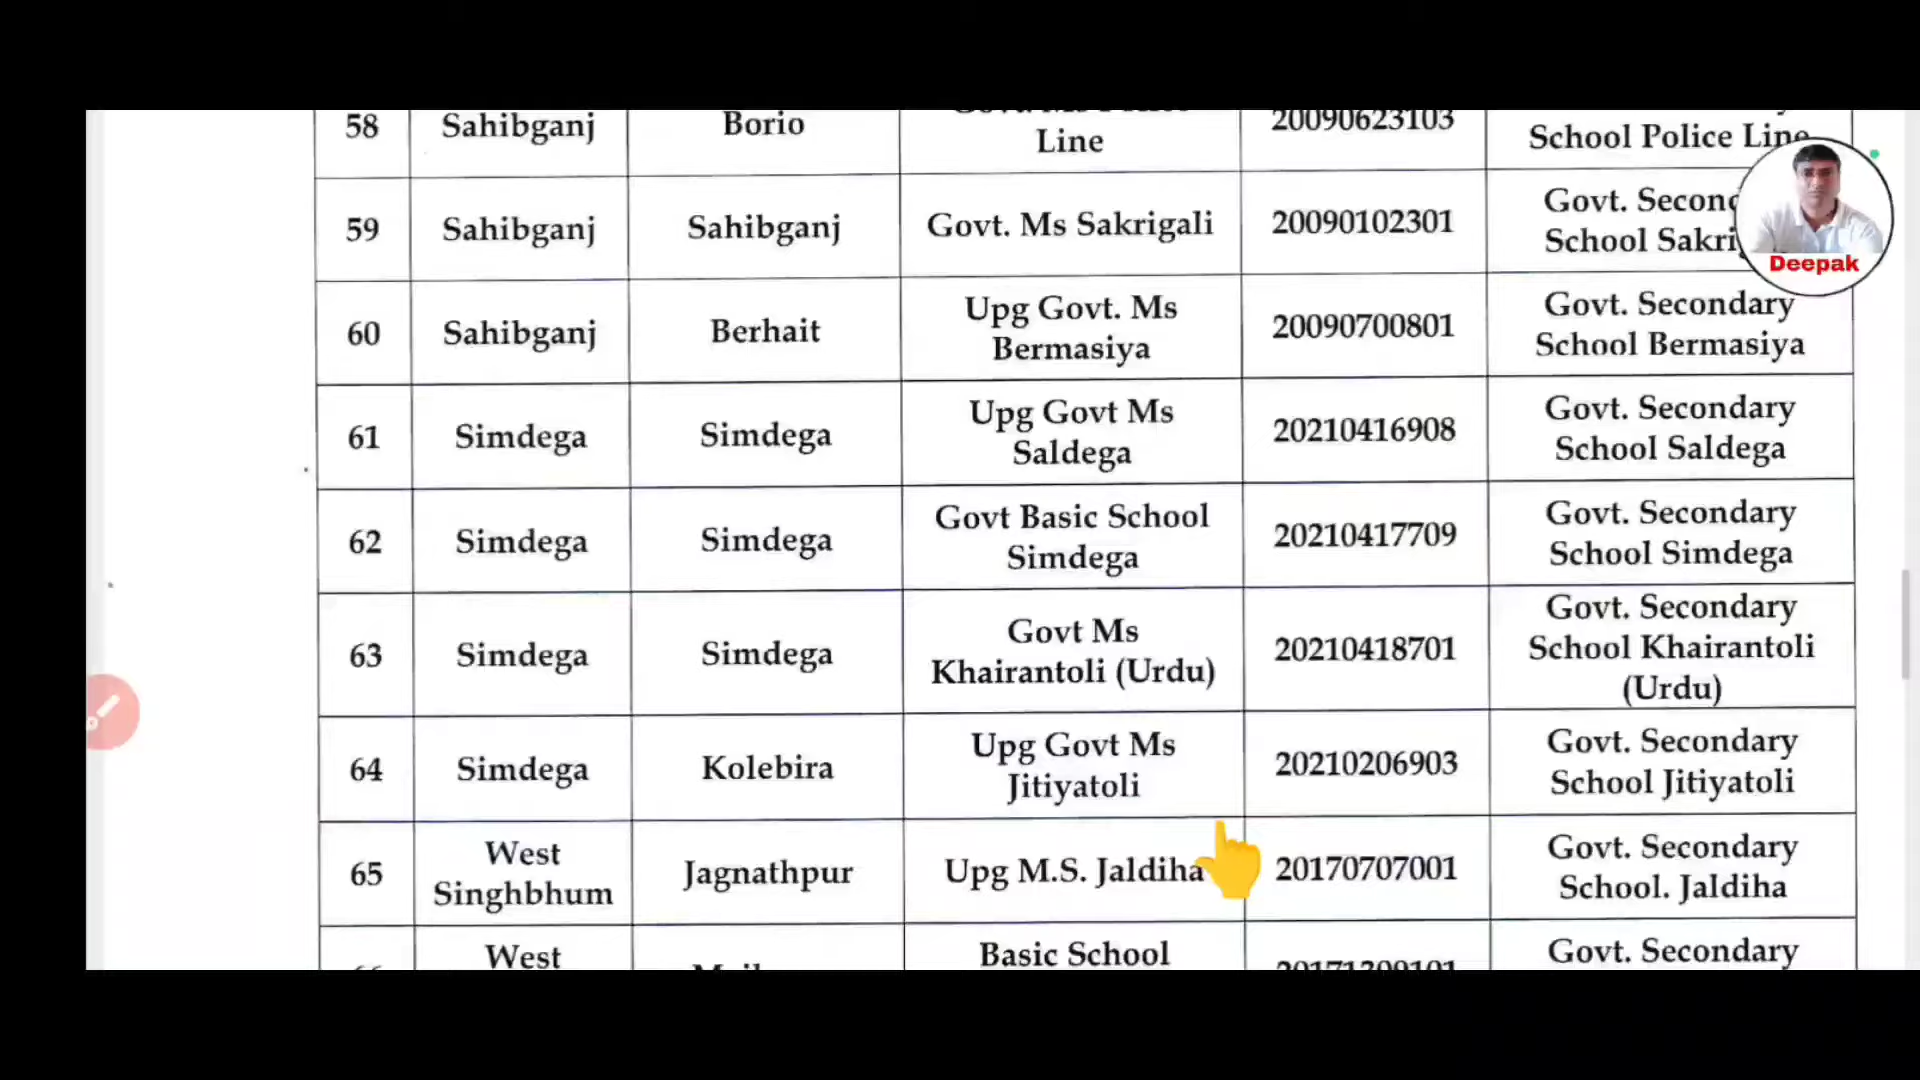 58 Sahibganj Borio Line 20090623103 School Police Line
59 Sahibganj Sahibganj Govt. Ms Sakrigali 20090102301 Govt.
School
60 Sahibganj Berhait Upg Govt. Ms 20090700801 Govt. Secondary
Bermasiya School Bermasiya
61 Simdega Simdega Upg Govt Ms 20210416908 Govt. Secondary
Saldega School Saldega
62 Simdega Simdega Govt Basic School 20210417709 Govt. Secondary
Simdega School Simdega
63 Simdega Simdega Govt Ms 20210418701 Govt. Secondary
Khairantoli (Urdu) School Khairantoli
(Urdu)
64 Simdega Kolebira Upg Govt Ms 20210206903 Govt. Secondary
Jitiyatoli School Jitiyatoli
65 West Jagnathpur Upg M.S. Jaldiha 20170707001 Govt. Secondary
Singhbhum School. Jaldiha
West Basic School Govt. Secondary
Deepak